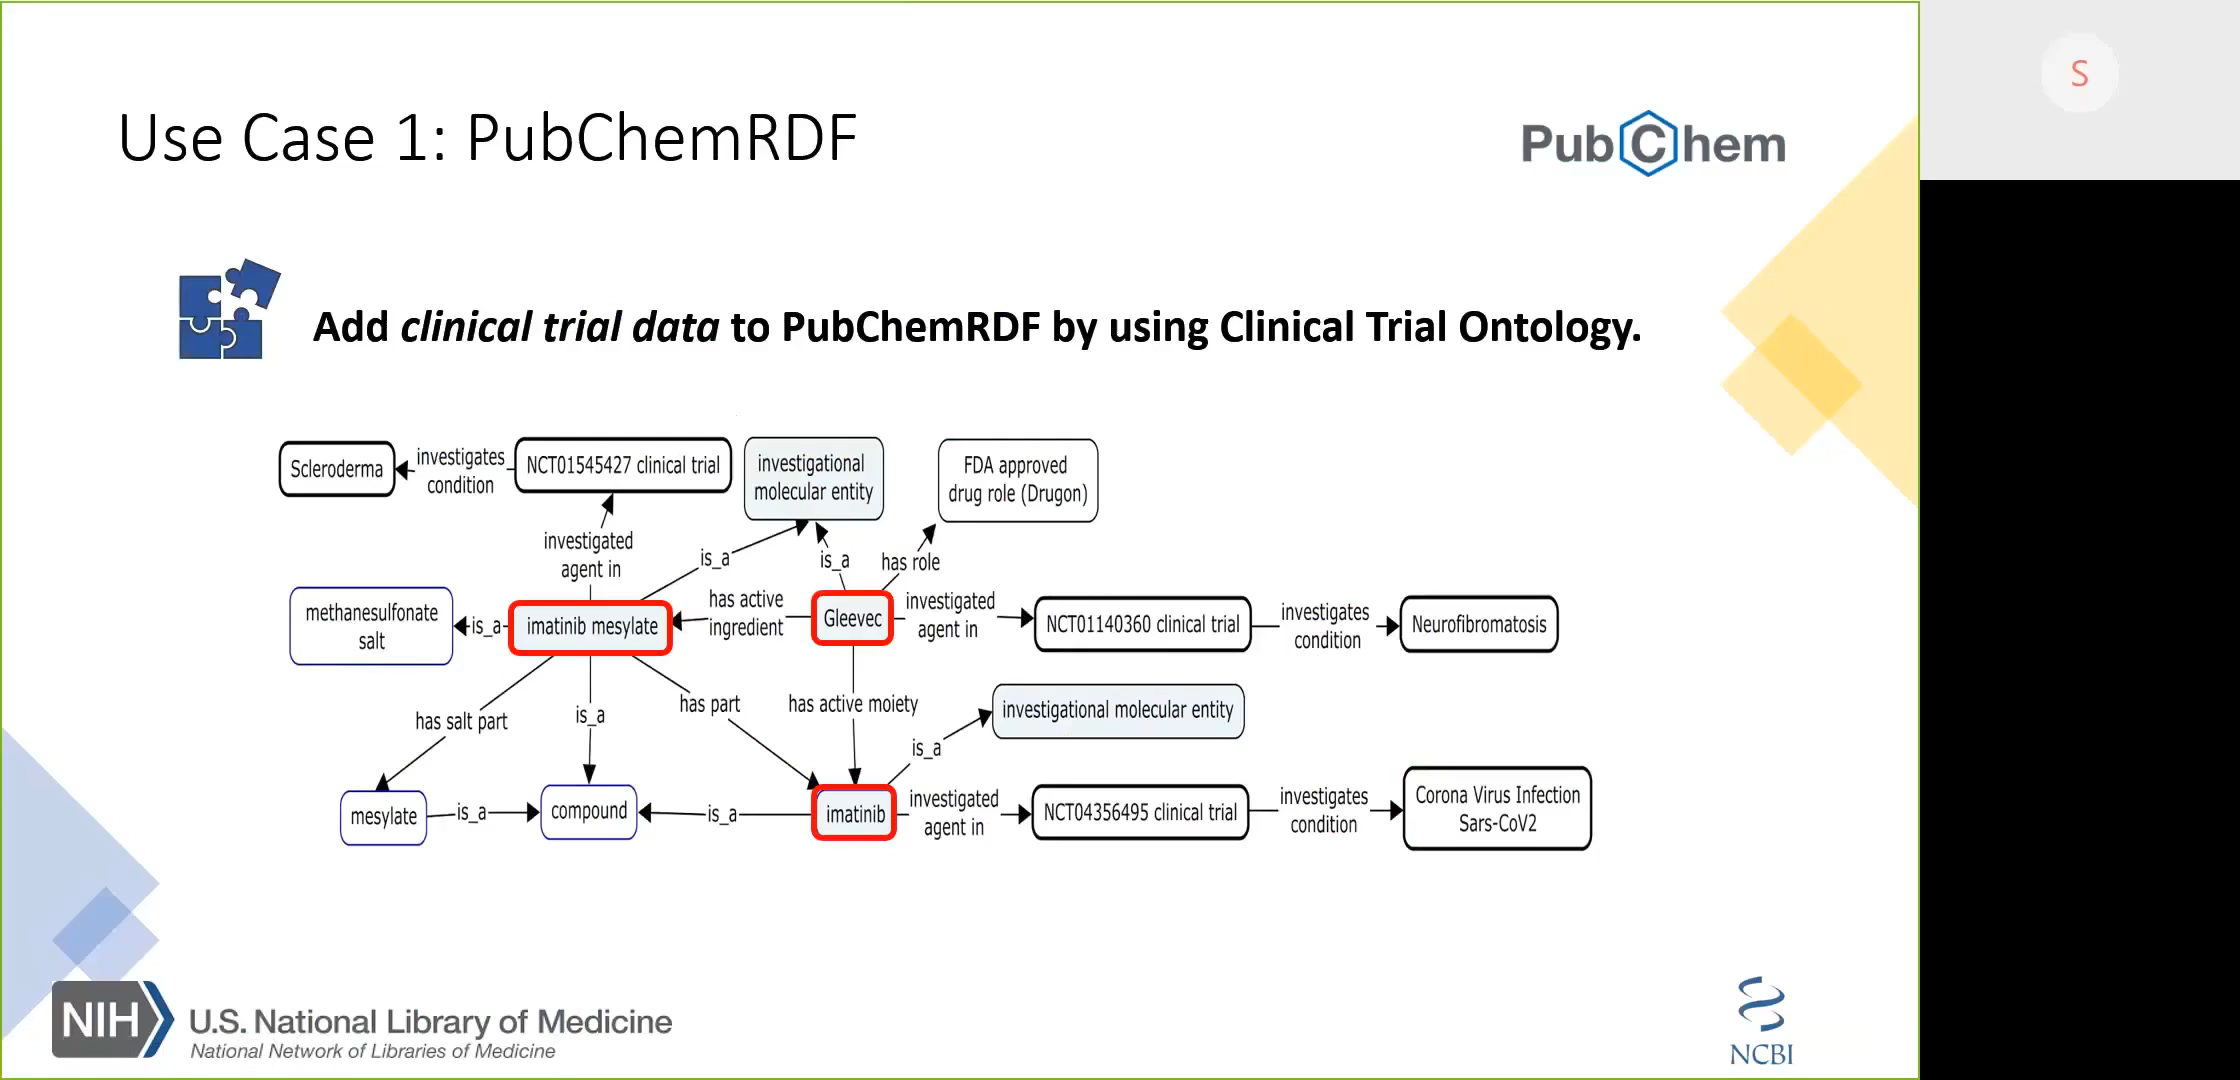 S
Use Case 1: PubChemRDF
PubChem
Add clinical trial data to PubChemRDF by using Clinical Trial Ontology.
Scleroderma
investigates
condition
NCT01545427 clinical trial
investigational
molecular entity
FDA approved
drug role (Drugon)
investigated
agent in
is_a
is_a
has role
methanesulfonate
salt
is_a
imatinib mesylate
has active
ingredient
Gleevec
investigated
agent in
NCT01140360 clinical trial
investigates
condition
Neurofibromatosis
has salt part
is_a
has part
has active moiety
investigational molecular entity
is_a
mesylate
is_a
compound
is_a
imatinib
investigated
agent in
NCT04356495 clinical trial
investigates
condition
Corona Virus Infection
Sars-CoV2
NIH
U.S. National Library of Medicine
National Network of Libraries of Medicine
NCBI